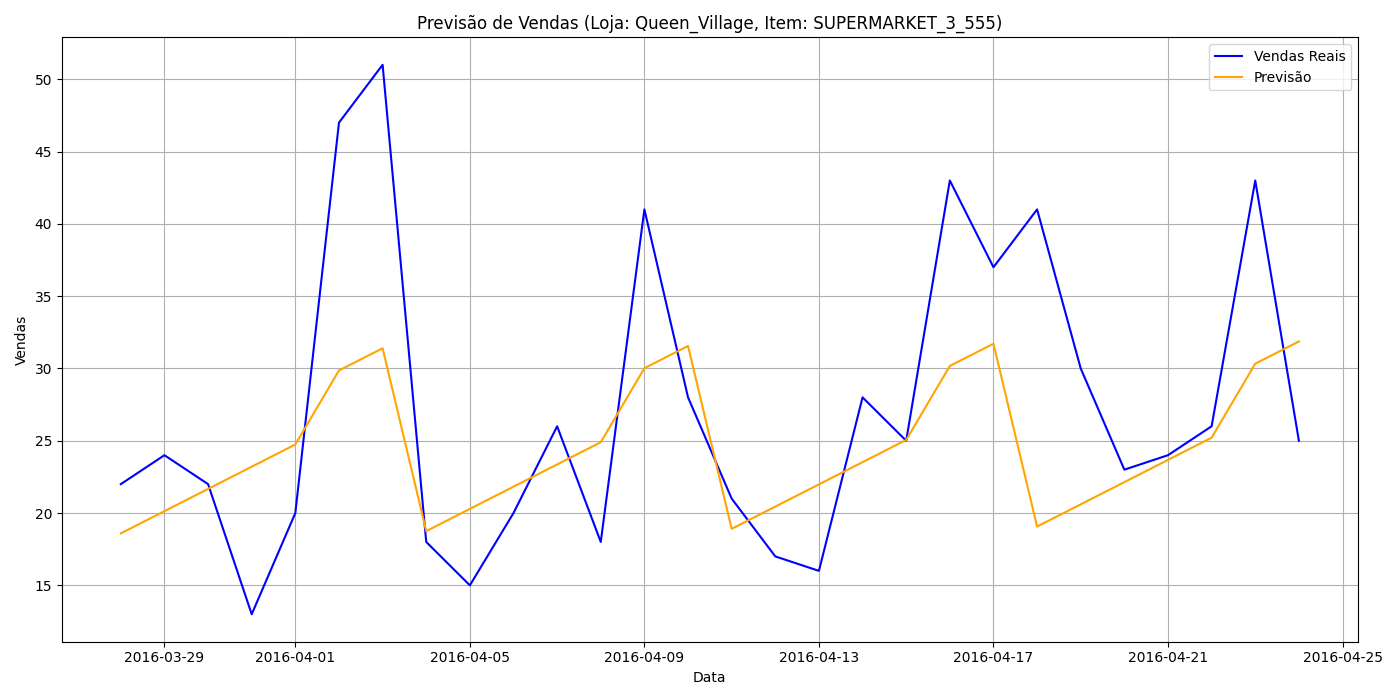 Previsão de Vendas (Loja: Queen_Village, Item: SUPERMARKET_3_555)
Vendas Reais
Previsão
50
45
40
35
30
25
20
15
Vendas
2016-03-29 2016-04-01 2016-04-05 2016-04-09 2016-04-13 2016-04-17 2016-04-21 2016-04-25
Data